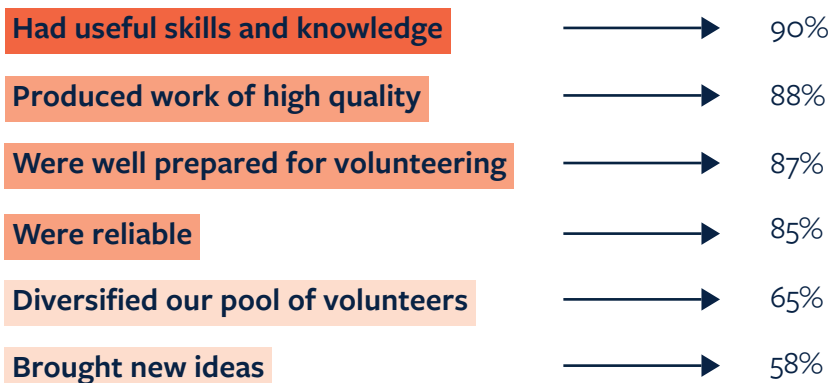 Had useful skills and knowledge 90%
Produced work of high quality 88%
Were well prepared for volunteering 87%
Were reliable 85%
Diversified our pool of volunteers 65%
Brought new ideas 58%